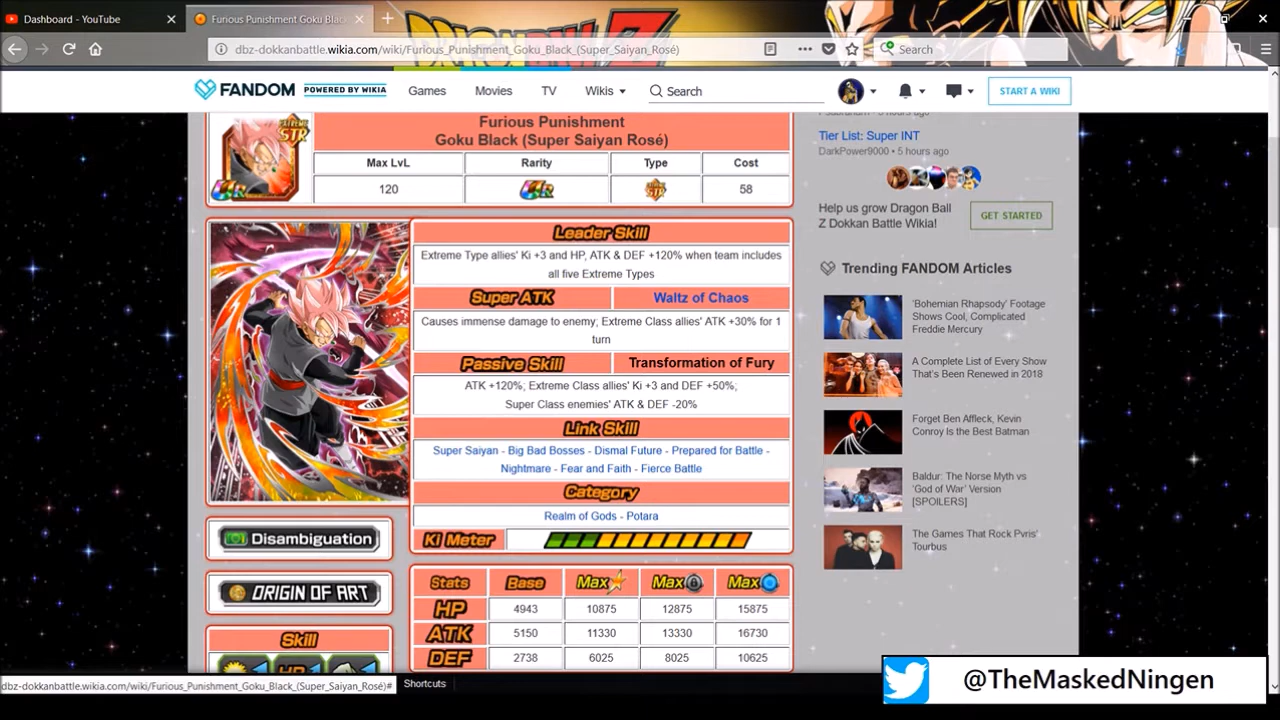 Dashboard - YouTube
Furious Punishment Goku Black
dbz-dokkanbattle.wikia.com/wiki/Furious_Punishment_Goku_Black_(Super_Saiyan_Rosé)
Search
FANDOM POWERED BY WIKIA
Games Movies TV Wikis Search START A WIKI
Furious Punishment
Goku Black (Super Saiyan Rosé)
EXTREME
STR
UR
Max LvL Rarity Type Cost
120 UR 58
Leader Skill
Extreme Type allies' Ki +3 and HP, ATK & DEF +120% when team includes
all five Extreme Types
Super ATK Waltz of Chaos
Causes immense damage to enemy; Extreme Class allies' ATK +30% for 1
turn
Passive Skill Transformation of Fury
ATK +120%; Extreme Class allies' Ki +3 and DEF +50%;
Super Class enemies' ATK & DEF -20%
Link Skill
Super Saiyan - Big Bad Bosses - Dismal Future - Prepared for Battle -
Nightmare - Fear and Faith - Fierce Battle
Category
Realm of Gods - Potara
Ki Meter
Disambiguation
ORIGIN OF ART
Skill
Stats Base Max Max Max
HP 4943 10875 12875 15875
ATK 5150 11330 13330 16730
DEF 2738 6025 8025 10625
Tier List: Super INT
DarkPower9000 • 5 hours ago
Help us grow Dragon Ball
Z Dokkan Battle Wikia!
GET STARTED
Trending FANDOM Articles
'Bohemian Rhapsody' Footage
Shows Cool, Complicated
Freddie Mercury
A Complete List of Every Show
That's Been Renewed in 2018
Forget Ben Affleck, Kevin
Conroy Is the Best Batman
Baldur: The Norse Myth vs
'God of War' Version
[SPOILERS]
The Games That Rock Pvris'
Tourbus
dbz-dokkanbattle.wikia.com/wiki/Furious_Punishment_Goku_Black_(Super_Saiyan_Rosé)#
Shortcuts
@TheMaskedNingen